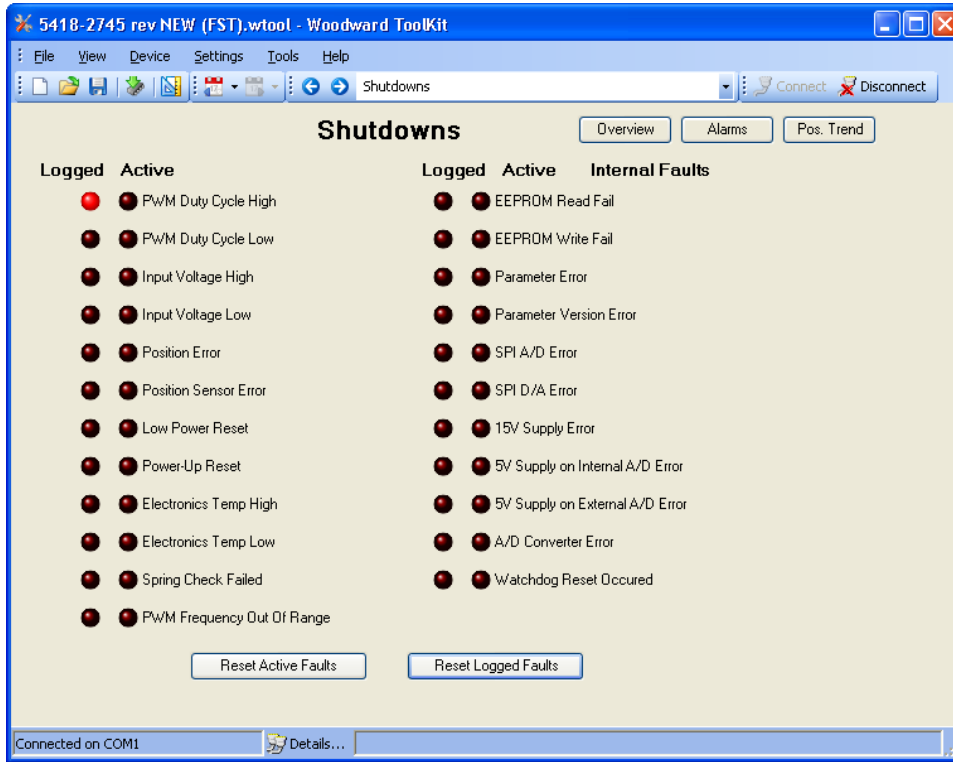 5418-2745 rev NEW (FST).wtool - Woodward ToolKit
File View Device Settings Tools Help
Shutdowns Connect Disconnect
Shutdowns Overview Alarms Pos. Trend
Logged Active Logged Active Internal Faults
PWM Duty Cycle High EEPROM Read Fail
PWM Duty Cycle Low EEPROM Write Fail
Input Voltage High Parameter Error
Input Voltage Low Parameter Version Error
Position Error SPI A/D Error
Position Sensor Error SPI D/A Error
Low Power Reset 15V Supply Error
Power-Up Reset 5V Supply on Internal A/D Error
Electronics Temp High 5V Supply on External A/D Error
Electronics Temp Low A/D Converter Error
Spring Check Failed Watchdog Reset Occured
PWM Frequency Out Of Range
Reset Active Faults Reset Logged Faults
Connected on COM1 Details...